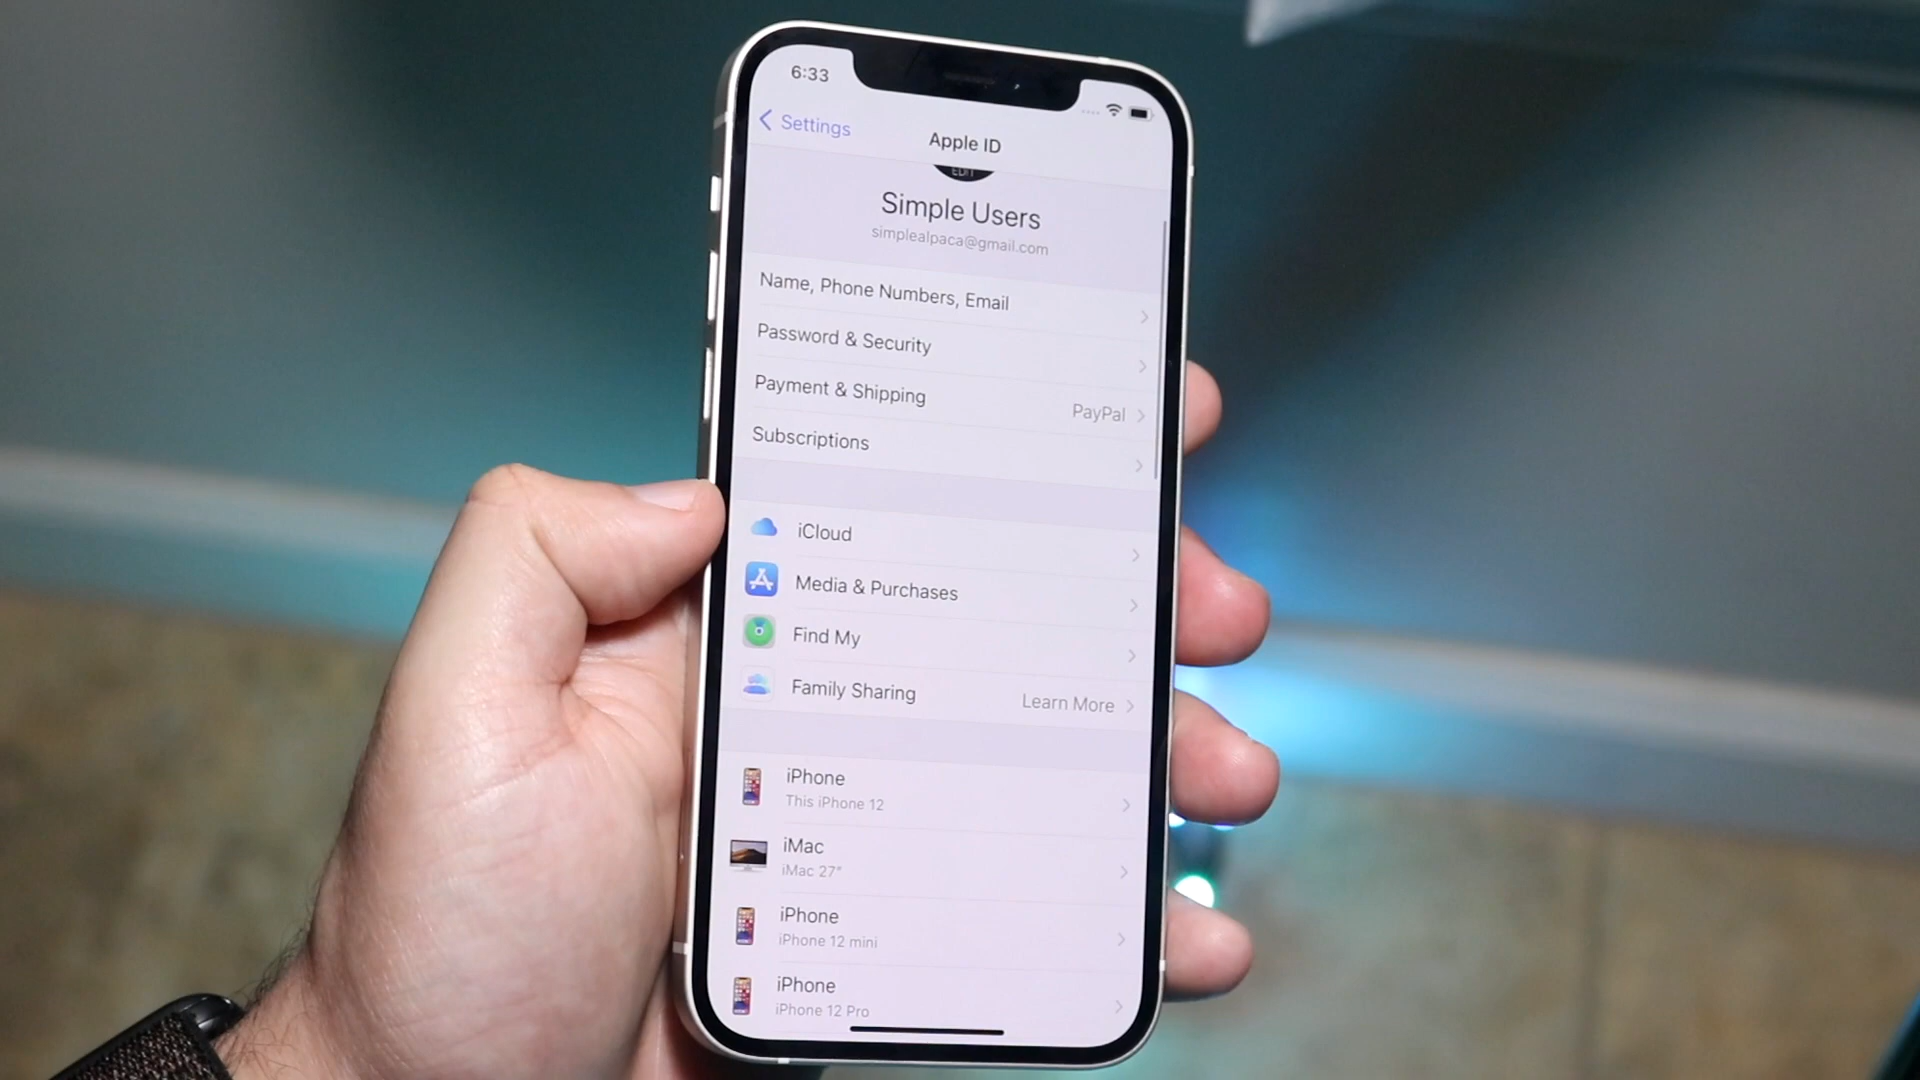 6:33
Settings
Apple ID
EDIT
Simple Users
simplealpaca@gmail.com
Name, Phone Numbers, Email
Password & Security
Payment & Shipping PayPal
Subscriptions
iCloud
Media & Purchases
Find My
Family Sharing Learn More
iPhone
This iPhone 12
iMac
iMac 27"
iPhone
iPhone 12 mini
iPhone
iPhone 12 Pro